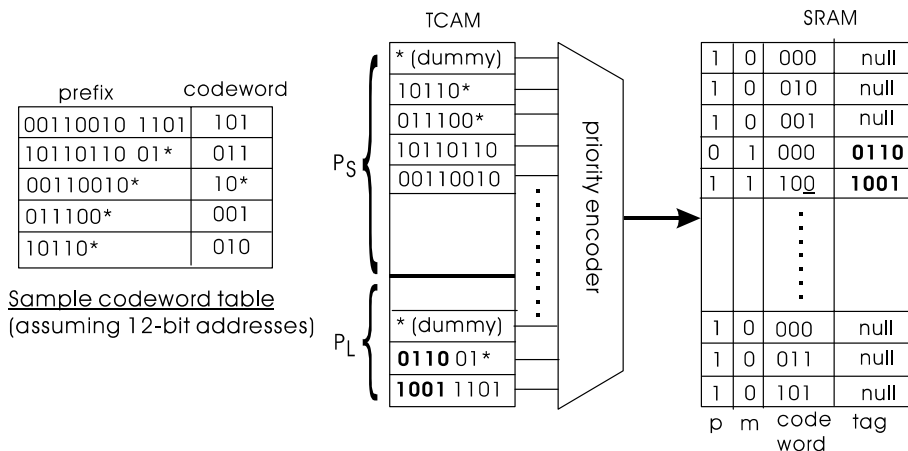 TCAM
SRAM
prefix codeword
00110010 1101 101
10110110 01* 011
00110010* 10*
011100* 001
10110* 010
Sample codeword table
(assuming 12-bit addresses)
P_S
P_L
* (dummy)
10110*
011100*
10110110
00110010
* (dummy)
0110 01*
1001 1101
priority encoder
1 0 000 null
1 0 010 null
1 0 001 null
0 1 000 0110
1 1 100 1001
1 0 000 null
1 0 011 null
1 0 101 null
p m code word tag